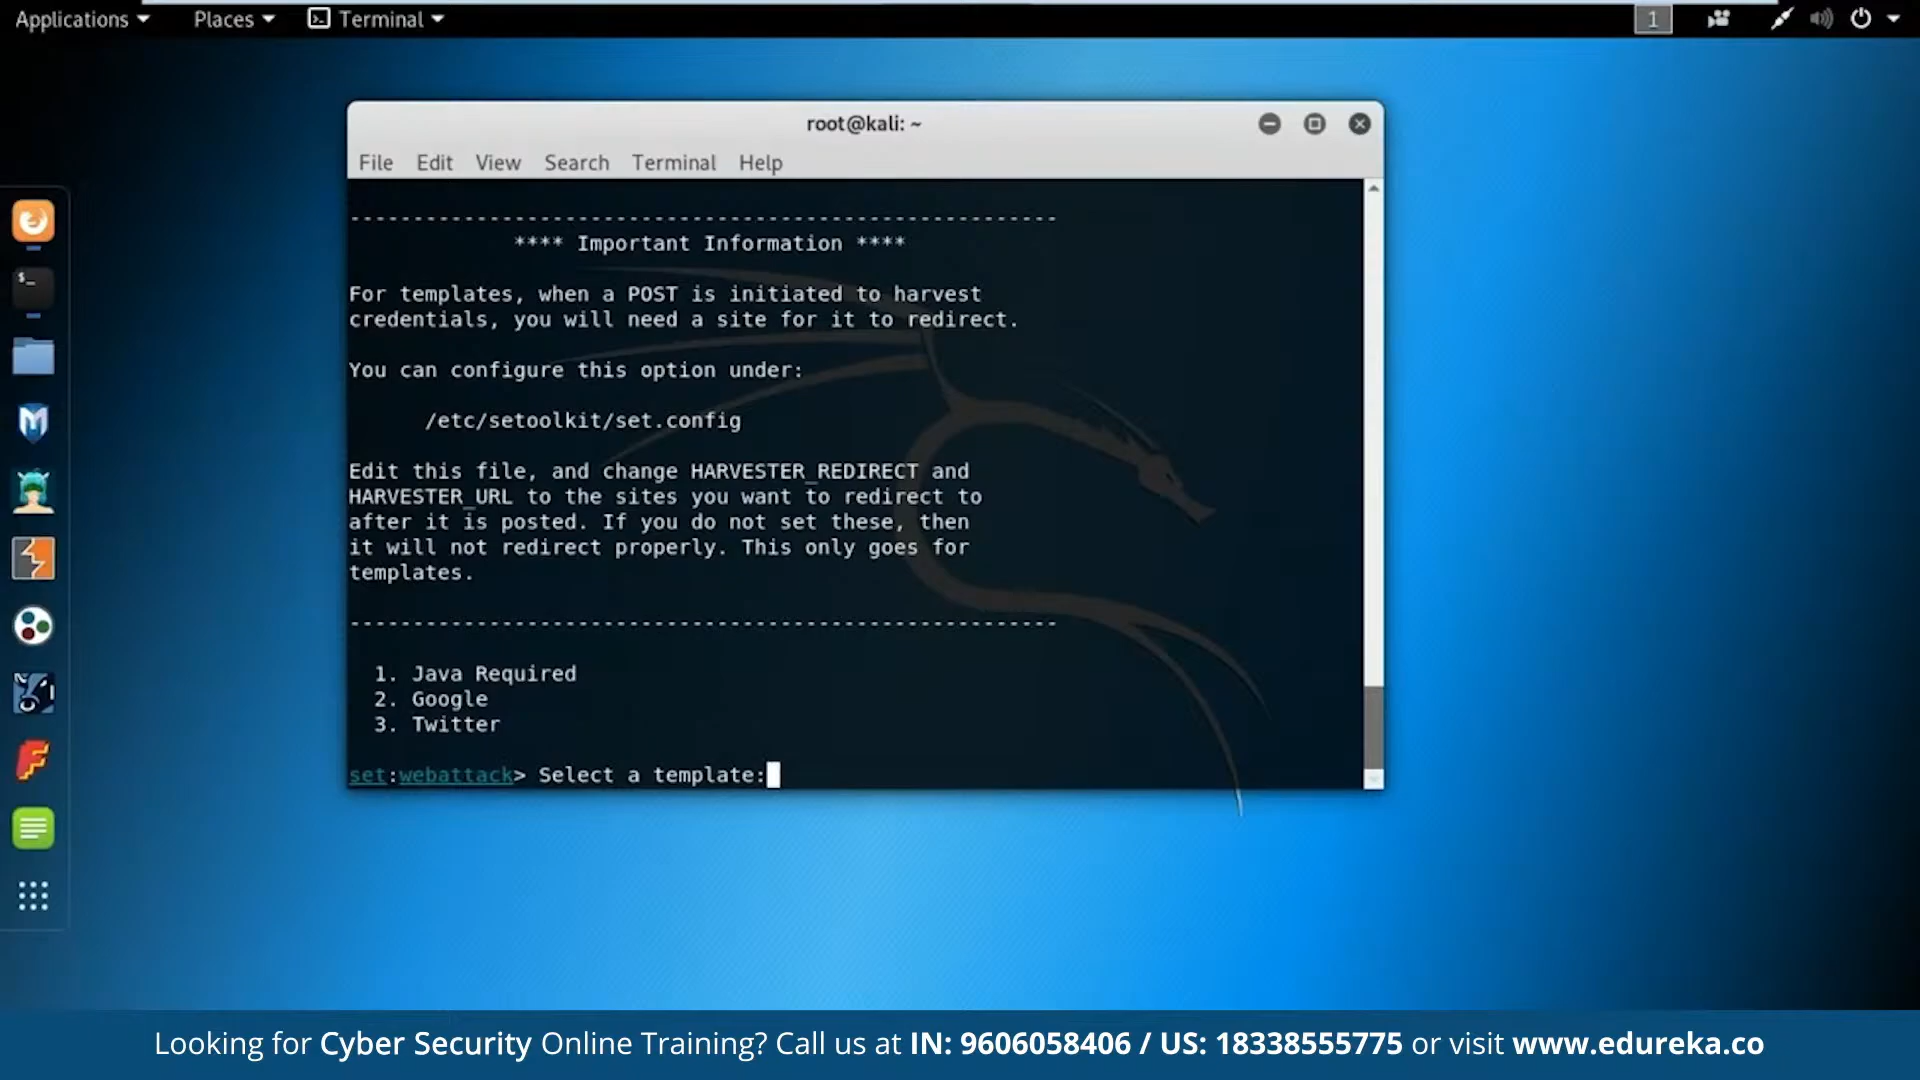 Applications Places Terminal 1
root@kali: ~
File Edit View Search Terminal Help
--------------------------------------------------------
**** Important Information ****
For templates, when a POST is initiated to harvest
credentials, you will need a site for it to redirect.
You can configure this option under:
/etc/setoolkit/set.config
Edit this file, and change HARVESTER_REDIRECT and
HARVESTER_URL to the sites you want to redirect to
after it is posted. If you do not set these, then
it will not redirect properly. This only goes for
templates.
--------------------------------------------------------
1. Java Required
2. Google
3. Twitter
set:webattack> Select a template:
Looking for Cyber Security Online Training? Call us at IN: 9606058406 / US: 18338555775 or visit www.edureka.co